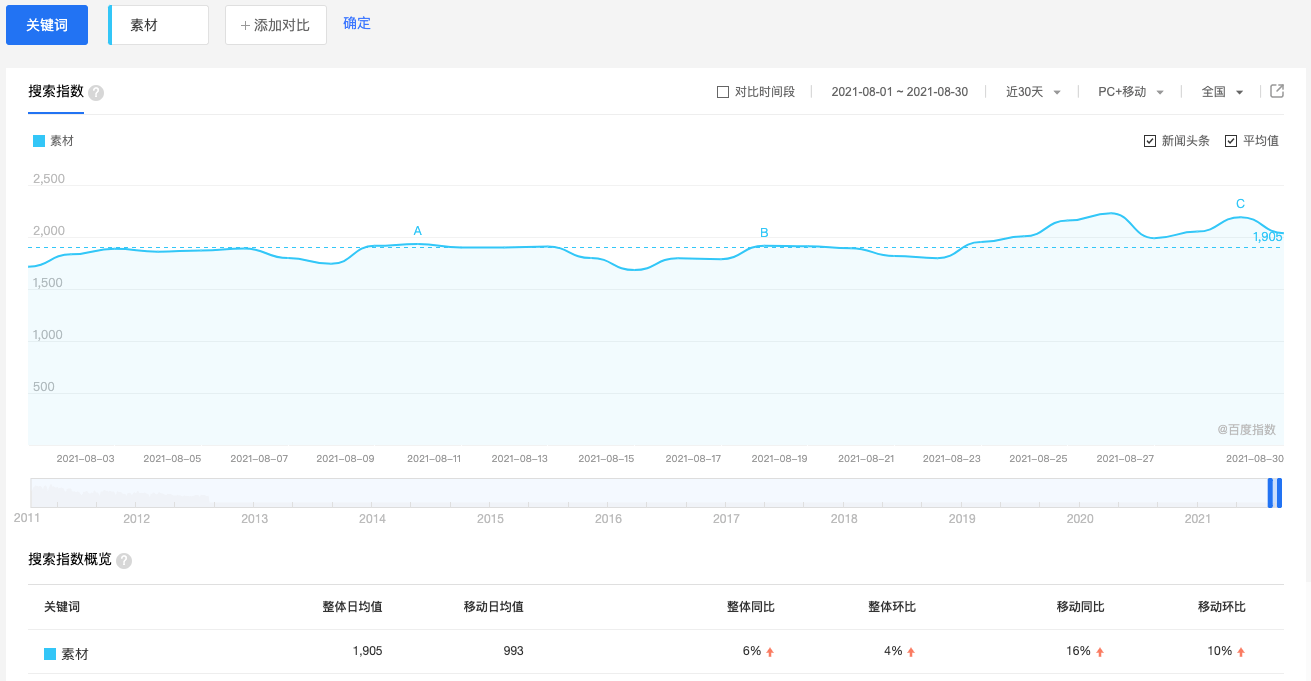 关键词 素材 +添加对比 确定
搜索指数 ? 对比时间段 2021-08-01 ~ 2021-08-30 近30天 PC+移动 全国
素材 新闻头条 平均值
2,500
C
A B
2,000
1,905
1,500
1,000
500
@百度指数
2021-08-03 2021-08-05 2021-08-07 2021-08-09 2021-08-11 2021-08-13 2021-08-15 2021-08-17 2021-08-19 2021-08-21 2021-08-23 2021-08-25 2021-08-27 2021-08-30
2011 2012 2013 2014 2015 2016 2017 2018 2019 2020 2021
搜索指数概览 ?
关键词 整体日均值 移动日均值 整体同比 整体环比 移动同比 移动环比
素材 1,905 993 6% 4% 16% 10%